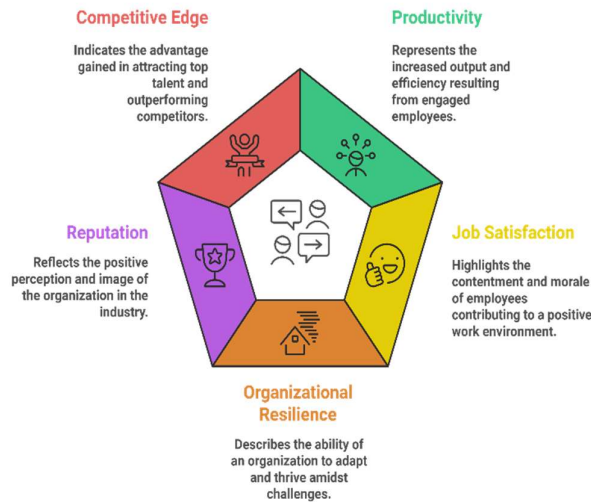 Competitive Edge
Indicates the advantage
gained in attracting top
talent and
outperforming
competitors.
Productivity
Represents the
increased output and
efficiency resulting
from engaged
employees.
Reputation
Reflects the positive
perception and image of
the organization in the
industry.
Job Satisfaction
Highlights the
contentment and morale
of employees
contributing to a positive
work environment.
Organizational
Resilience
Describes the ability of
an organization to adapt
and thrive amidst
challenges.